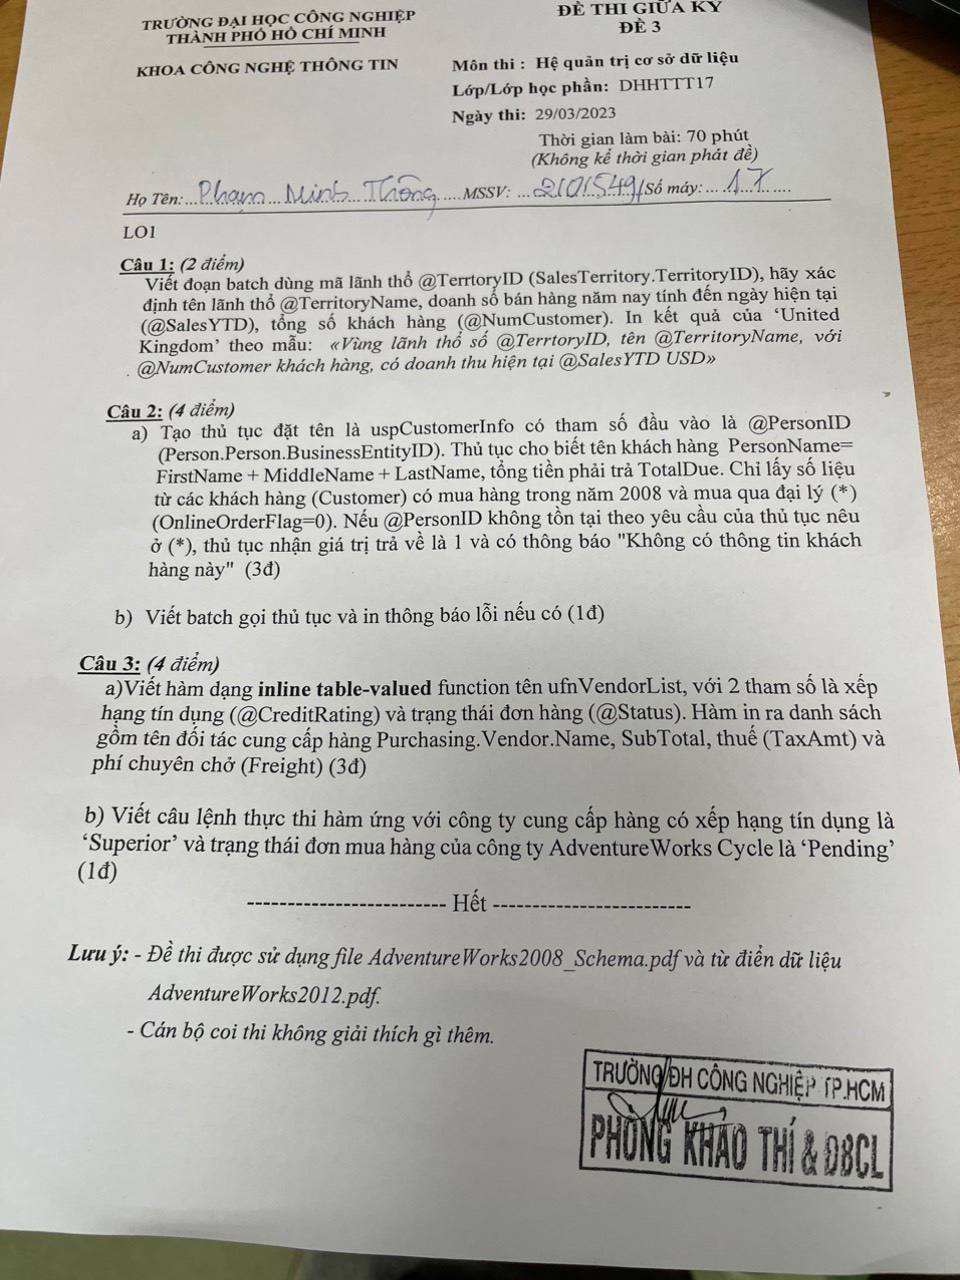 TRƯỜNG ĐẠI HỌC CÔNG NGHIỆP
THÀNH PHỐ HỒ CHÍ MINH
KHOA CÔNG NGHỆ THÔNG TIN
ĐỀ THI GIỮA KỲ
ĐỀ 3
Môn thi : Hệ quản trị cơ sở dữ liệu
Lớp/Lớp học phần: DHHTTT17
Ngày thi: 29/03/2023
Thời gian làm bài: 70 phút
(Không kể thời gian phát đề)
Họ Tên:...Phạm Minh Thông.....MSSV: ...21015491Số máy:....17......
LO1
Câu 1: (2 điểm)
Viết đoạn batch dùng mã lãnh thổ @TerrtoryID (SalesTerritory.TerritoryID), hãy xác
định tên lãnh thổ @TerritoryName, doanh số bán hàng năm nay tính đến ngày hiện tại
(@SalesYTD), tổng số khách hàng (@NumCustomer). In kết quả của ‘United
Kingdom’ theo mẫu: «Vùng lãnh thổ số @TerrtoryID, tên @TerritoryName, với
@NumCustomer khách hàng, có doanh thu hiện tại @SalesYTD USD»
Câu 2: (4 điểm)
a) Tạo thủ tục đặt tên là uspCustomerInfo có tham số đầu vào là @PersonID
(Person.Person.BusinessEntityID). Thủ tục cho biết tên khách hàng PersonName=
FirstName + MiddleName + LastName, tổng tiền phải trả TotalDue. Chỉ lấy số liệu
từ các khách hàng (Customer) có mua hàng trong năm 2008 và mua qua đại lý (*)
(OnlineOrderFlag=0). Nếu @PersonID không tồn tại theo yêu cầu của thủ tục nêu
ở (*), thủ tục nhận giá trị trả về là 1 và có thông báo "Không có thông tin khách
hàng này" (3đ)
b) Viết batch gọi thủ tục và in thông báo lỗi nếu có (1đ)
Câu 3: (4 điểm)
a)Viết hàm dạng inline table-valued function tên ufnVendorList, với 2 tham số là xếp
hạng tín dụng (@CreditRating) và trạng thái đơn hàng (@Status). Hàm in ra danh sách
gồm tên đối tác cung cấp hàng Purchasing.Vendor.Name, SubTotal, thuế (TaxAmt) và
phí chuyên chở (Freight) (3đ)
b) Viết câu lệnh thực thi hàm ứng với công ty cung cấp hàng có xếp hạng tín dụng là
‘Superior’ và trạng thái đơn mua hàng của công ty AdventureWorks Cycle là ‘Pending’
(1đ)
------------------------- Hết -------------------------
Lưu ý: - Đề thi được sử dụng file AdventureWorks2008_Schema.pdf và từ điển dữ liệu
AdventureWorks2012.pdf.
- Cán bộ coi thi không giải thích gì thêm.
TRƯỜNG ĐH CÔNG NGHIỆP TP.HCM
PHÒNG KHẢO THÍ & ĐBCL